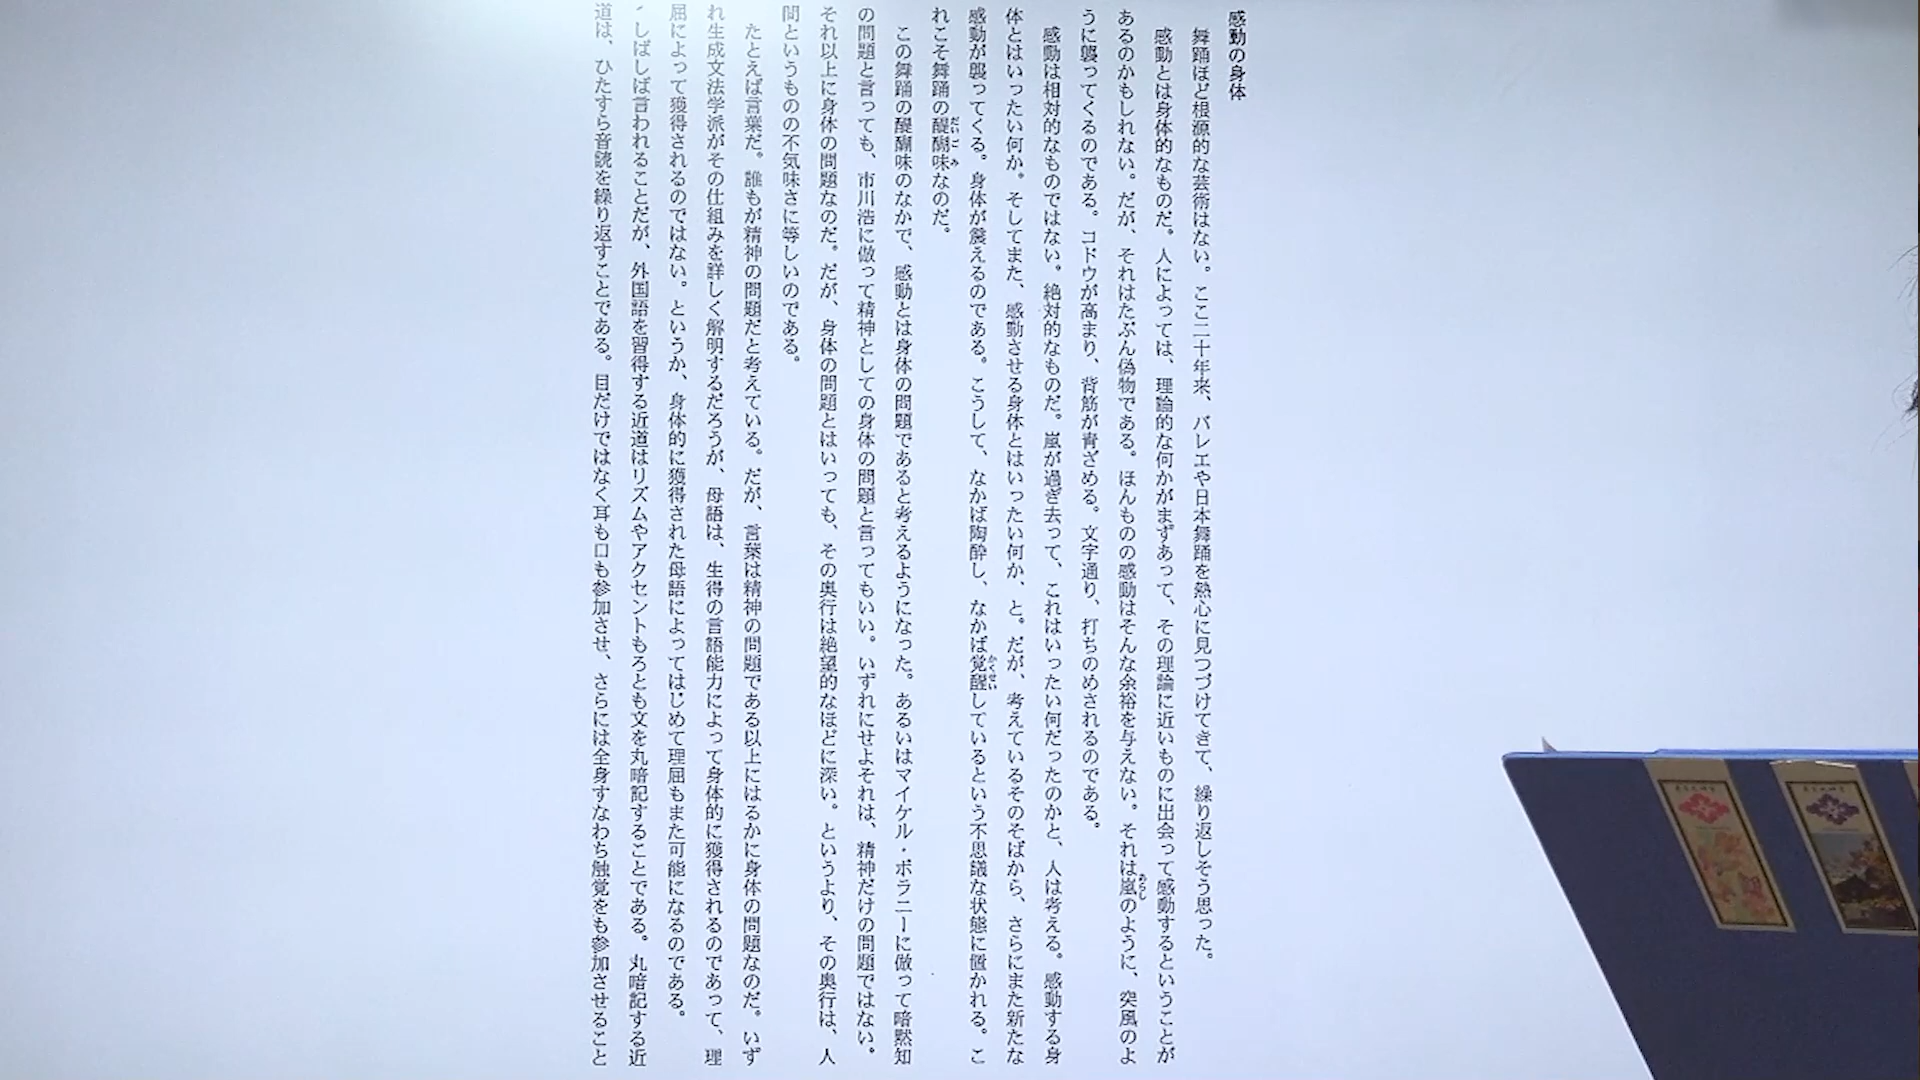 感動の身体
舞踊ほど根源的な芸術はない。ここ二十年来、バレエや日本舞踊を熱心に見つづけてきて、繰り返しそう思った。
感動とは身体的なものだ。人によっては、理論的な何かがまずあって、その理論に近いものに出会って感動するということが
あるのかもしれない。だが、それはたぶん偽物である。ほんものの感動はそんな余裕を与えない。それは嵐のように、突風のよ
うに襲ってくるのである。コドウが高まり、背筋が青ざめる。文字通り、打ちのめされるのである。
感動は相対的なものではない。絶対的なものだ。嵐が過ぎ去って、これはいったい何だったのかと、人は考える。感動する身
体とはいったい何か。そしてまた、感動させる身体とはいったい何か、と。だが、考えているそのそばから、さらにまた新たな
感動が襲ってくる。身体が震えるのである。こうして、なかば陶酔し、なかば覚醒しているという不思議な状態に置かれる。こ
れこそ舞踊の醍醐味なのだ。
この舞踊の醍醐味のなかで、感動とは身体の問題であると考えるようになった。あるいはマイケル・ポラニーに倣って暗黙知
の問題と言っても、市川浩に倣って精神としての身体の問題と言ってもいい。いずれにせよそれは、精神だけの問題ではない。
それ以上に身体の問題なのだ。だが、身体の問題とはいっても、その奥行は絶望的なほどに深い。というより、その奥行は、人
間というものの不気味さに等しいのである。
たとえば言葉だ。誰もが精神の問題だと考えている。だが、言葉は精神の問題である以上にはるかに身体の問題なのだ。いず
れ生成文法学派がその仕組みを詳しく解明するだろうが、母語は、生得の言語能力によって身体的に獲得されるのであって、理
屈によって獲得されるのではない。というか、身体的に獲得された母語によってはじめて理屈もまた可能になるのである。
しばしば言われることだが、外国語を習得する近道はリズムやアクセントもろとも文を丸暗記することである。丸暗記する近
道は、ひたすら音読を繰り返すことである。目だけではなく耳も口も参加させ、さらには全身すなわち触覚をも参加させること